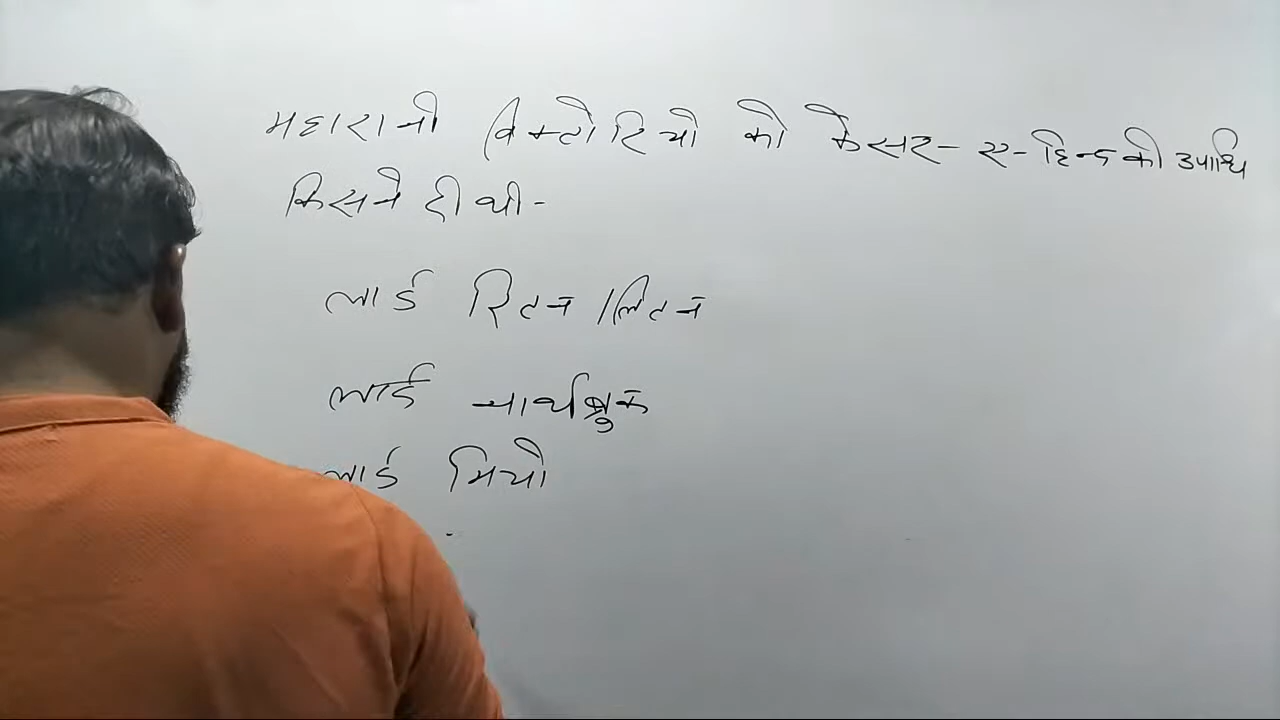 महारानी विक्टोरिया को कैसर-ए-हिन्द की उपाधि
किसने दी थी-
लार्ड रिटन / लिटन
लार्ड नार्थब्रुक
लार्ड मियो